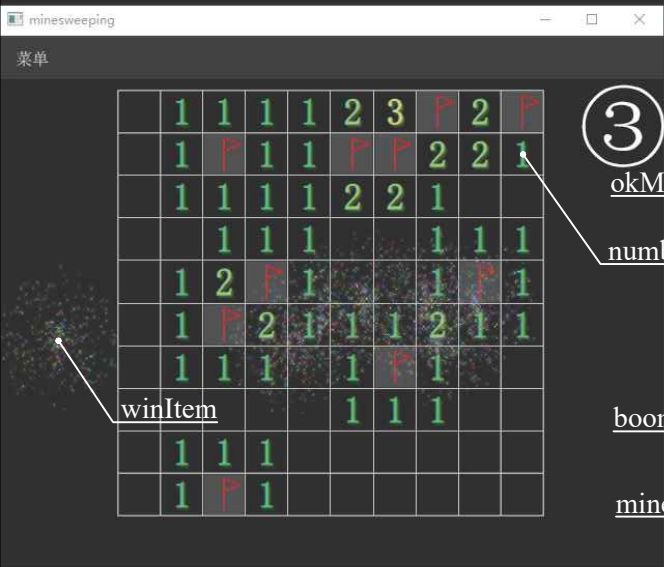 minesweeping
菜单
1 1 1 1 2 3 2
③
1 1 1 2 2 1
okM
1 1 1 1 2 2 1
1 1 1 1 1 1
numb
1 2 1 1 1
1 2 1 1 1 2 1 1
1 1 1 1 1
winItem
1 1 1
boom
1 1 1
1 1
mine